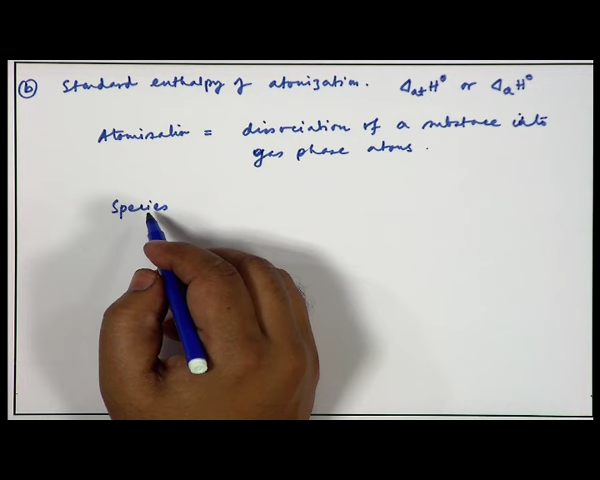 (b) Standard enthalpy of atomization. ΔatH° or ΔaH°
Atomisation = dissociation of a substance into
gas phase atoms.
Species